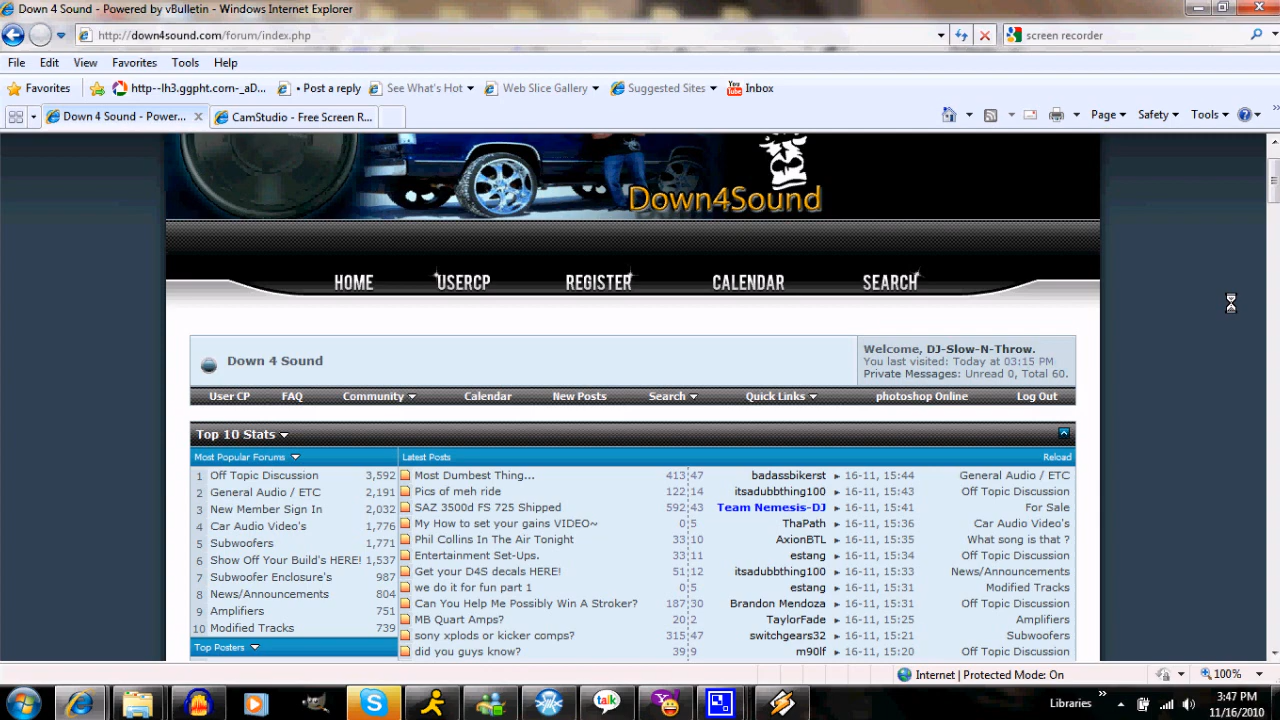 Down 4 Sound - Powered by vBulletin - Windows Internet Explorer
http://down4sound.com/forum/index.php
screen recorder
File Edit View Favorites Tools Help
Favorites http--lh3.ggpht.com-_aD... • Post a reply See What's Hot Web Slice Gallery Suggested Sites You Tube Inbox
Down 4 Sound - Power... CamStudio - Free Screen R... Page Safety Tools
Down4Sound
HOME USERCP REGISTER CALENDAR SEARCH
Down 4 Sound
Welcome, DJ-Slow-N-Throw.
You last visited: Today at 03:15 PM
Private Messages: Unread 0, Total 60.
User CP FAQ Community Calendar New Posts Search Quick Links photoshop Online Log Out
Top 10 Stats
Most Popular Forums Latest Posts Reload
1 Off Topic Discussion 3,592
2 General Audio / ETC 2,191
3 New Member Sign In 2,032
4 Car Audio Video's 1,776
5 Subwoofers 1,771
6 Show Off Your Build's HERE! 1,537
7 Subwoofer Enclosure's 987
8 News/Announcements 804
9 Amplifiers 751
10 Modified Tracks 739
Top Posters
Most Dumbest Thing... 413 47 badassbikerst 16-11, 15:44 General Audio / ETC
Pics of meh ride 122 14 itsadubbthing100 16-11, 15:43 Off Topic Discussion
SAZ 3500d FS 725 Shipped 592 43 Team Nemesis-DJ 16-11, 15:41 For Sale
My How to set your gains VIDEO~ 0 5 ThaPath 16-11, 15:36 Car Audio Video's
Phil Collins In The Air Tonight 33 10 AxionBTL 16-11, 15:35 What song is that ?
Entertainment Set-Ups. 33 11 estang 16-11, 15:34 Off Topic Discussion
Get your D4S decals HERE! 51 12 itsadubbthing100 16-11, 15:33 News/Announcements
we do it for fun part 1 0 5 estang 16-11, 15:31 Modified Tracks
Can You Help Me Possibly Win A Stroker? 187 30 Brandon Mendoza 16-11, 15:31 Off Topic Discussion
MB Quart Amps? 20 2 TaylorFade 16-11, 15:25 Amplifiers
sony xplods or kicker comps? 315 47 switchgears32 16-11, 15:21 Subwoofers
did you guys know? 39 9 m90lf 16-11, 15:20 Off Topic Discussion
Internet | Protected Mode: On 100%
talk
Libraries
3:47 PM
11/16/2010